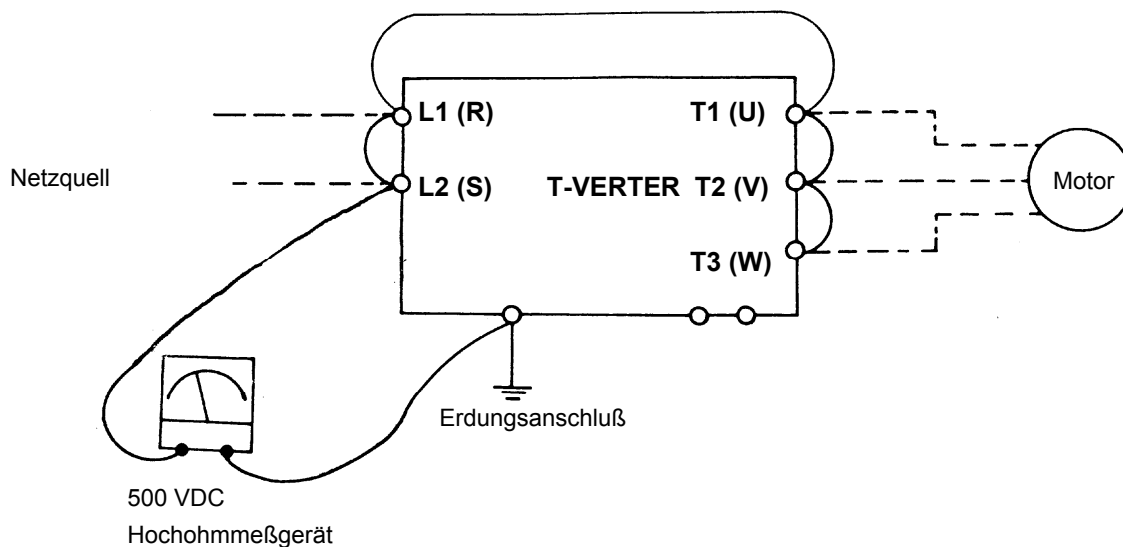 L1 (R)
T1 (U)
Netzquell
L2 (S)
T-VERTER
T2 (V)
Motor
T3 (W)
Erdungsanschluß
500 VDC
Hochohmmeßgerät